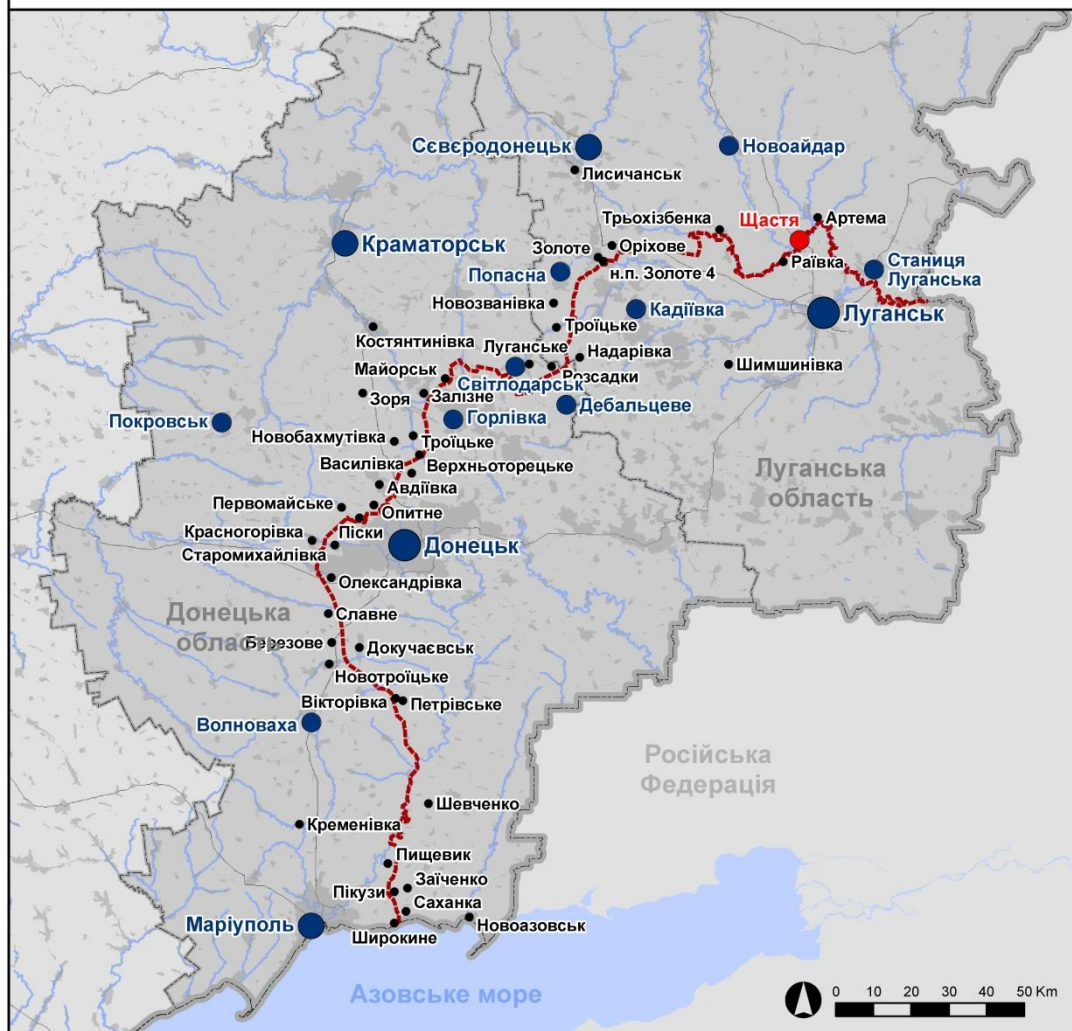 Сєвєродонецьк
Новоайдар
Лисичанськ
Трьохізбенка
Щастя
Артема
Краматорськ
Золоте
Оріхове
Раївка
Станиця
Луганська
Попасна
н.п. Золоте 4
Новозванівка
Кадіївка
Луганськ
Костянтинівка
Троїцьке
Луганське
Надарівка
Майорськ
Розсадки
Шимшинівка
Світлодарськ
Зоря
Залізне
Дебальцеве
Покровськ
Горлівка
Новобахмутівка
Троїцьке
Василівка
Верхньоторецьке
Луганська
область
Авдіївка
Первомайське
Опитне
Красногорівка
Піски
Старомихайлівка
Донецьк
Олександрівка
Донецька
область
Славне
Березове
Докучаєвськ
Новотроїцьке
Вікторівка
Петрівське
Волноваха
Російська
Федерація
Шевченко
Кременівка
Пищевик
Заїченко
Пікузи
Саханка
Маріуполь
Широкине
Новоазовськ
Азовське море
0 10 20 30 40 50 Km